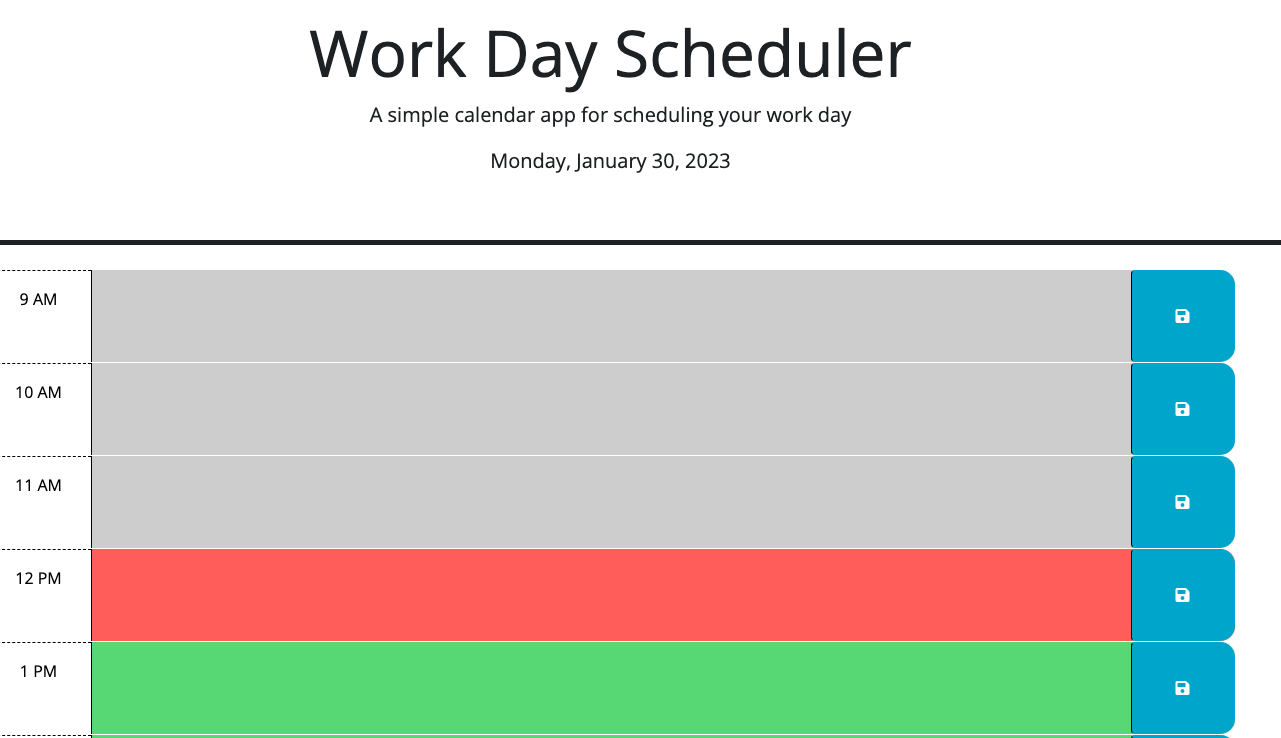 Work Day Scheduler
A simple calendar app for scheduling your work day
Monday, January 30, 2023
9 AM
10 AM
11 AM
12 PM
1 PM